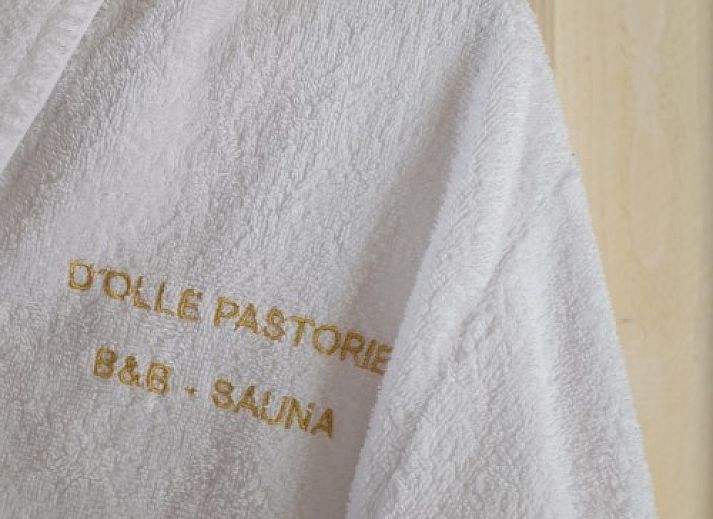 D'OLLE PASTORIE
B&B - SAUNA